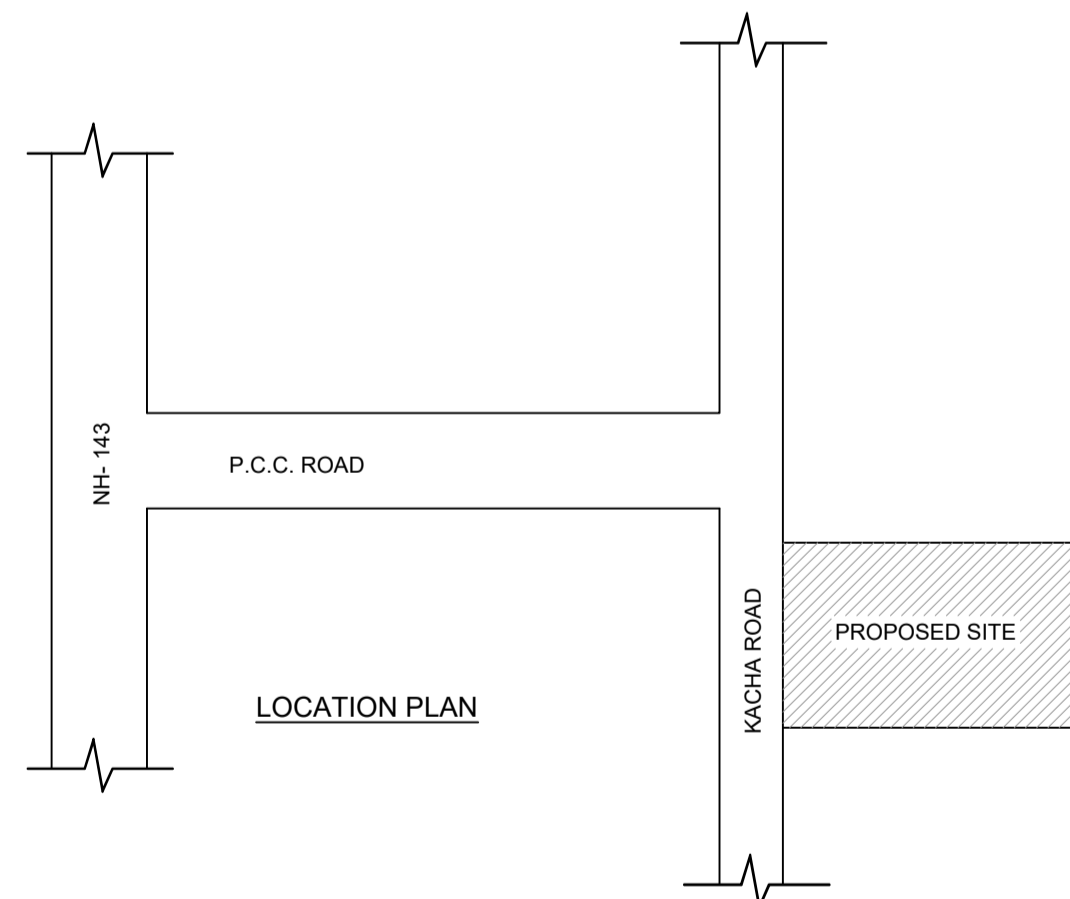 NH- 143
P.C.C. ROAD
KACHA ROAD
PROPOSED SITE
LOCATION PLAN